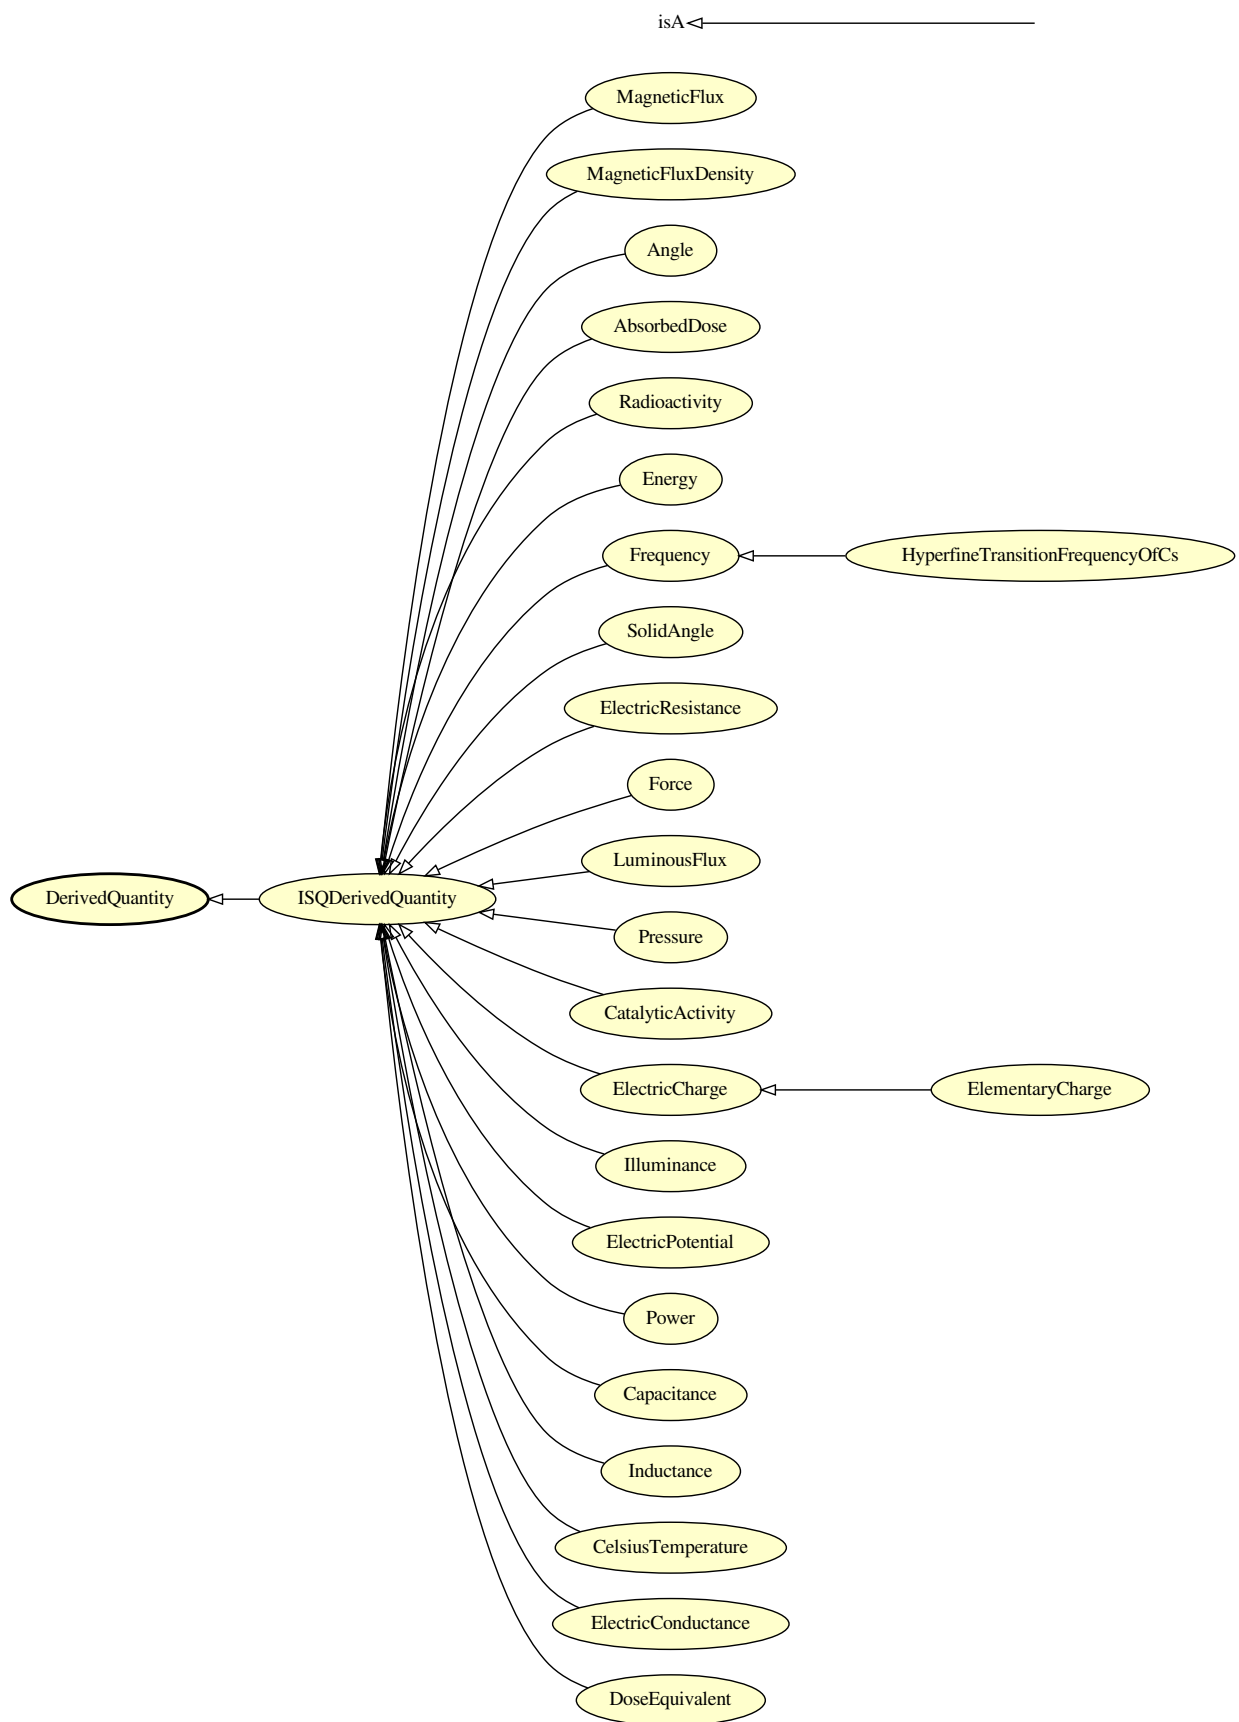 isA
MagneticFlux
MagneticFluxDensity
Angle
AbsorbedDose
Radioactivity
Energy
Frequency
HyperfineTransitionFrequencyOfCs
SolidAngle
ElectricResistance
Force
LuminousFlux
DerivedQuantity
ISQDerivedQuantity
Pressure
CatalyticActivity
ElectricCharge
ElementaryCharge
Illuminance
ElectricPotential
Power
Capacitance
Inductance
CelsiusTemperature
ElectricConductance
DoseEquivalent